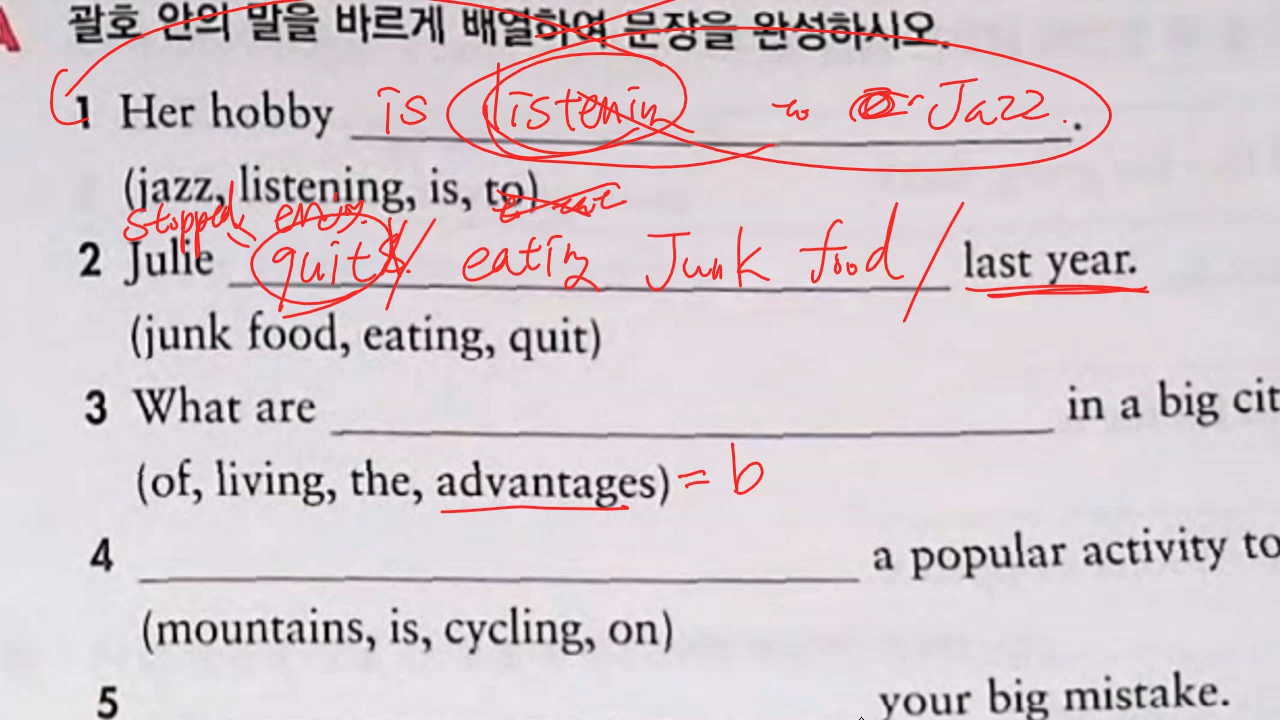 A 괄호 안의 말을 바르게 배열하여 문장을 완성하시오.
1 Her hobby is listenin to Jazz.
(jazz, listening, is, to)
stopped enjoy
2 Julie quit eating Junk food last year.
(junk food, eating, quit)
3 What are in a big cit
(of, living, the, advantages) = b
4 a popular activity to
(mountains, is, cycling, on)
5 your big mistake.